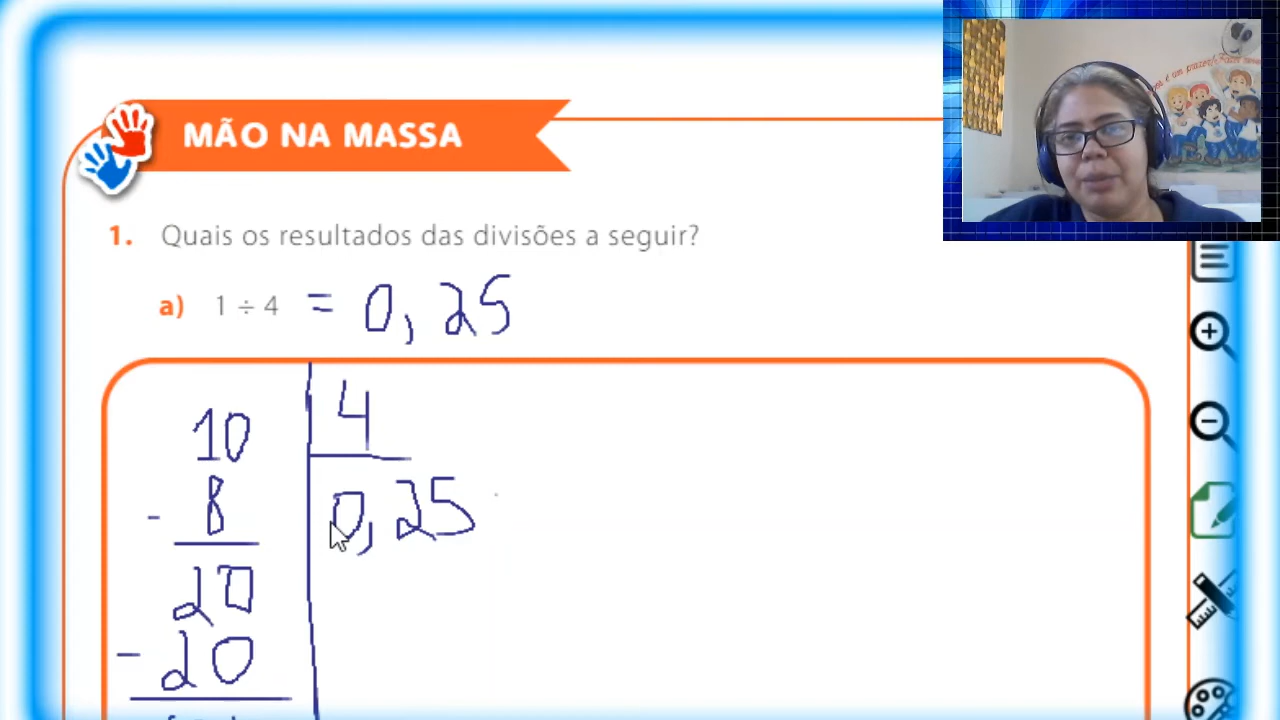 MÃO NA MASSA
1. Quais os resultados das divisões a seguir?
a) 1 ÷ 4 = 0,25
10 4
- 8 0,25
20
- 20